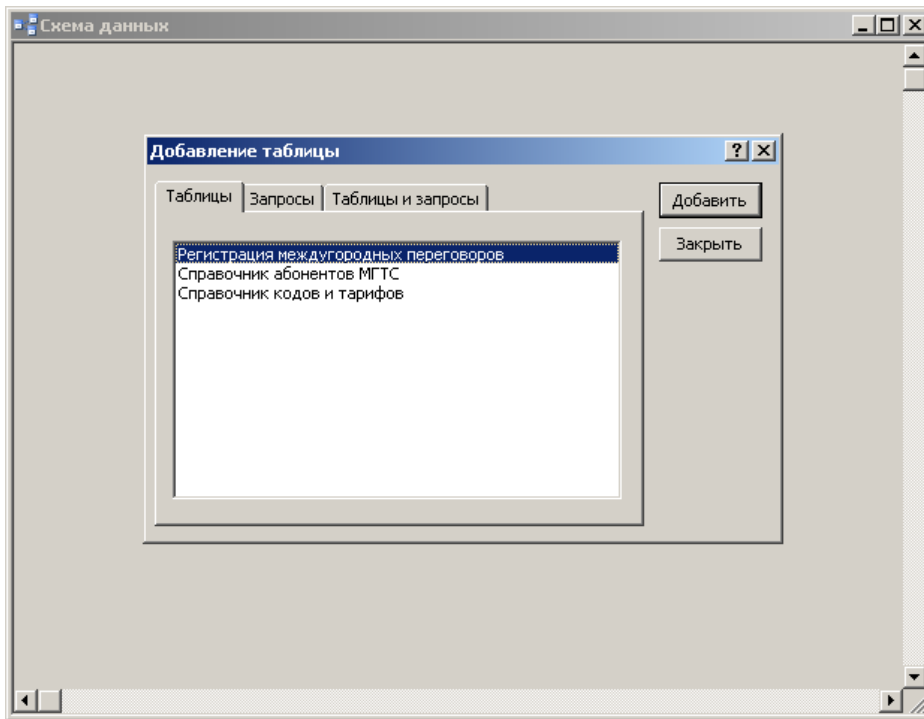 Схема данных
Добавление таблицы
Таблицы Запросы Таблицы и запросы
Добавить
Закрыть
Регистрация междугородных переговоров
Справочник абонентов МГТС
Справочник кодов и тарифов